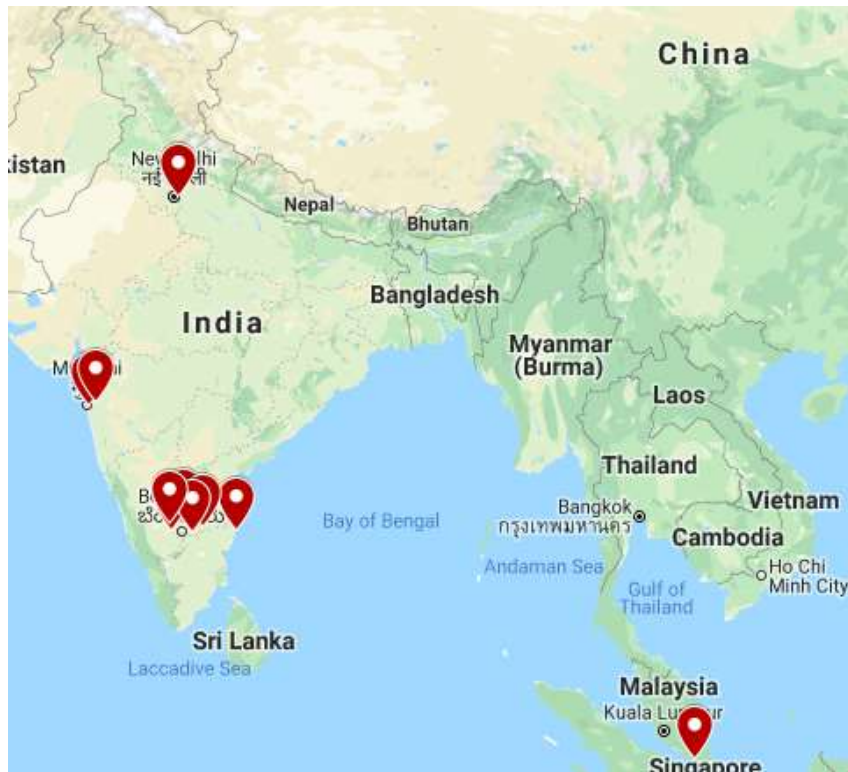 China
kistan
Nepal
Bhutan
Bangladesh
India
Myanmar
(Burma)
Laos
Thailand
Bay of Bengal
Bangkok
กรุงเทพมหานคร
Vietnam
Cambodia
Andaman Sea
Ho Chi
Minh City
Gulf of
Thailand
Sri Lanka
Laccadive Sea
Malaysia
Singapore